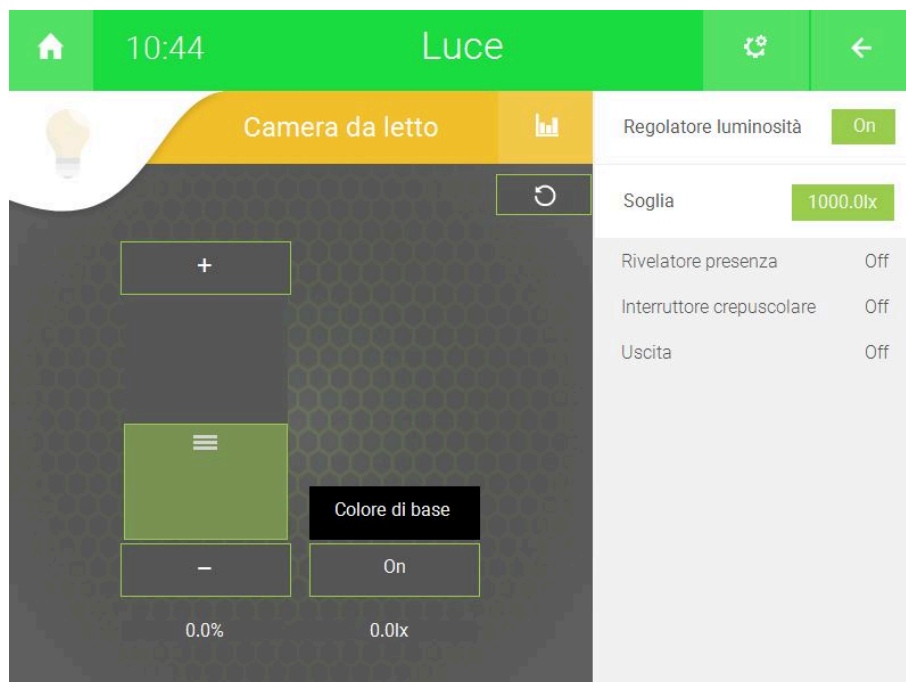 10:44
Luce
Camera da letto
Regolatore luminosità
On
Soglia
1000.0lx
Rivelatore presenza
Off
Interruttore crepuscolare
Off
Uscita
Off
+
Colore di base
−
On
0.0%
0.0lx